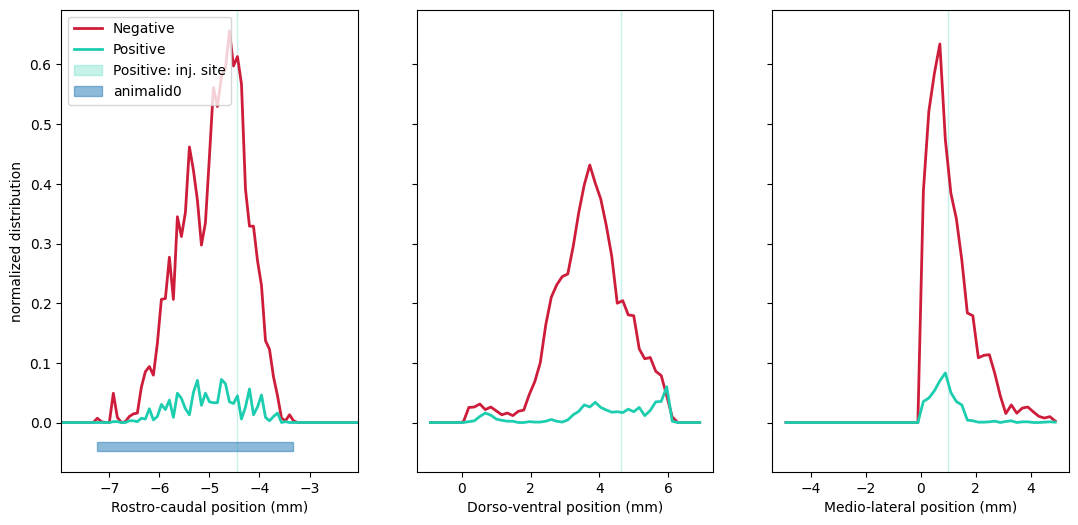 Negative
Positive
Positive: inj. site
animalid0
normalized distribution
0.6
0.5
0.4
0.3
0.2
0.1
0.0
−7 −6 −5 −4 −3
Rostro-caudal position (mm)
0 2 4 6
Dorso-ventral position (mm)
−4 −2 0 2 4
Medio-lateral position (mm)